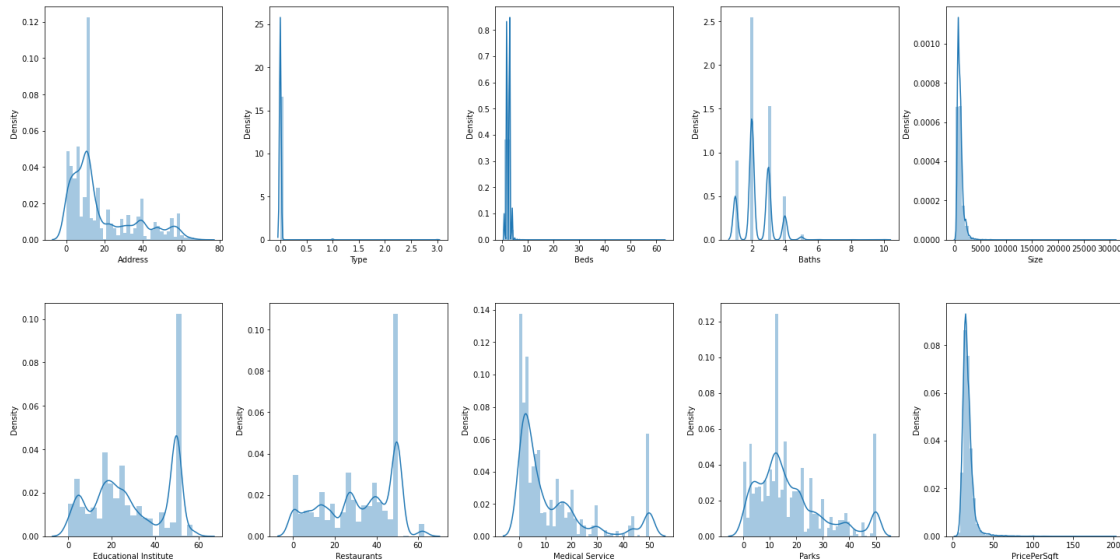 0.12
0.10
0.08
0.06
0.04
0.02
0.00
Density
0 20 40 60 80
Address
25
20
15
10
5
0
Density
0.0 0.5 1.0 1.5 2.0 2.5 3.0
Type
0.8
0.7
0.6
0.5
0.4
0.3
0.2
0.1
0.0
Density
0 10 20 30 40 50 60
Beds
2.5
2.0
1.5
1.0
0.5
0.0
Density
2 4 6 8 10
Baths
0.0010
0.0008
0.0006
0.0004
0.0002
0.0000
Density
0 5000 10000 15000 20000 25000 30000
Size
0.10
0.08
0.06
0.04
0.02
0.00
Density
0 20 40 60
Educational Institute
0.10
0.08
0.06
0.04
0.02
0.00
Density
0 20 40 60
Restaurants
0.14
0.12
0.10
0.08
0.06
0.04
0.02
0.00
Density
0 10 20 30 40 50
Medical Service
0.12
0.10
0.08
0.06
0.04
0.02
0.00
Density
0 10 20 30 40 50
Parks
0.08
0.06
0.04
0.02
0.00
Density
0 50 100 150 200
PricePerSqft